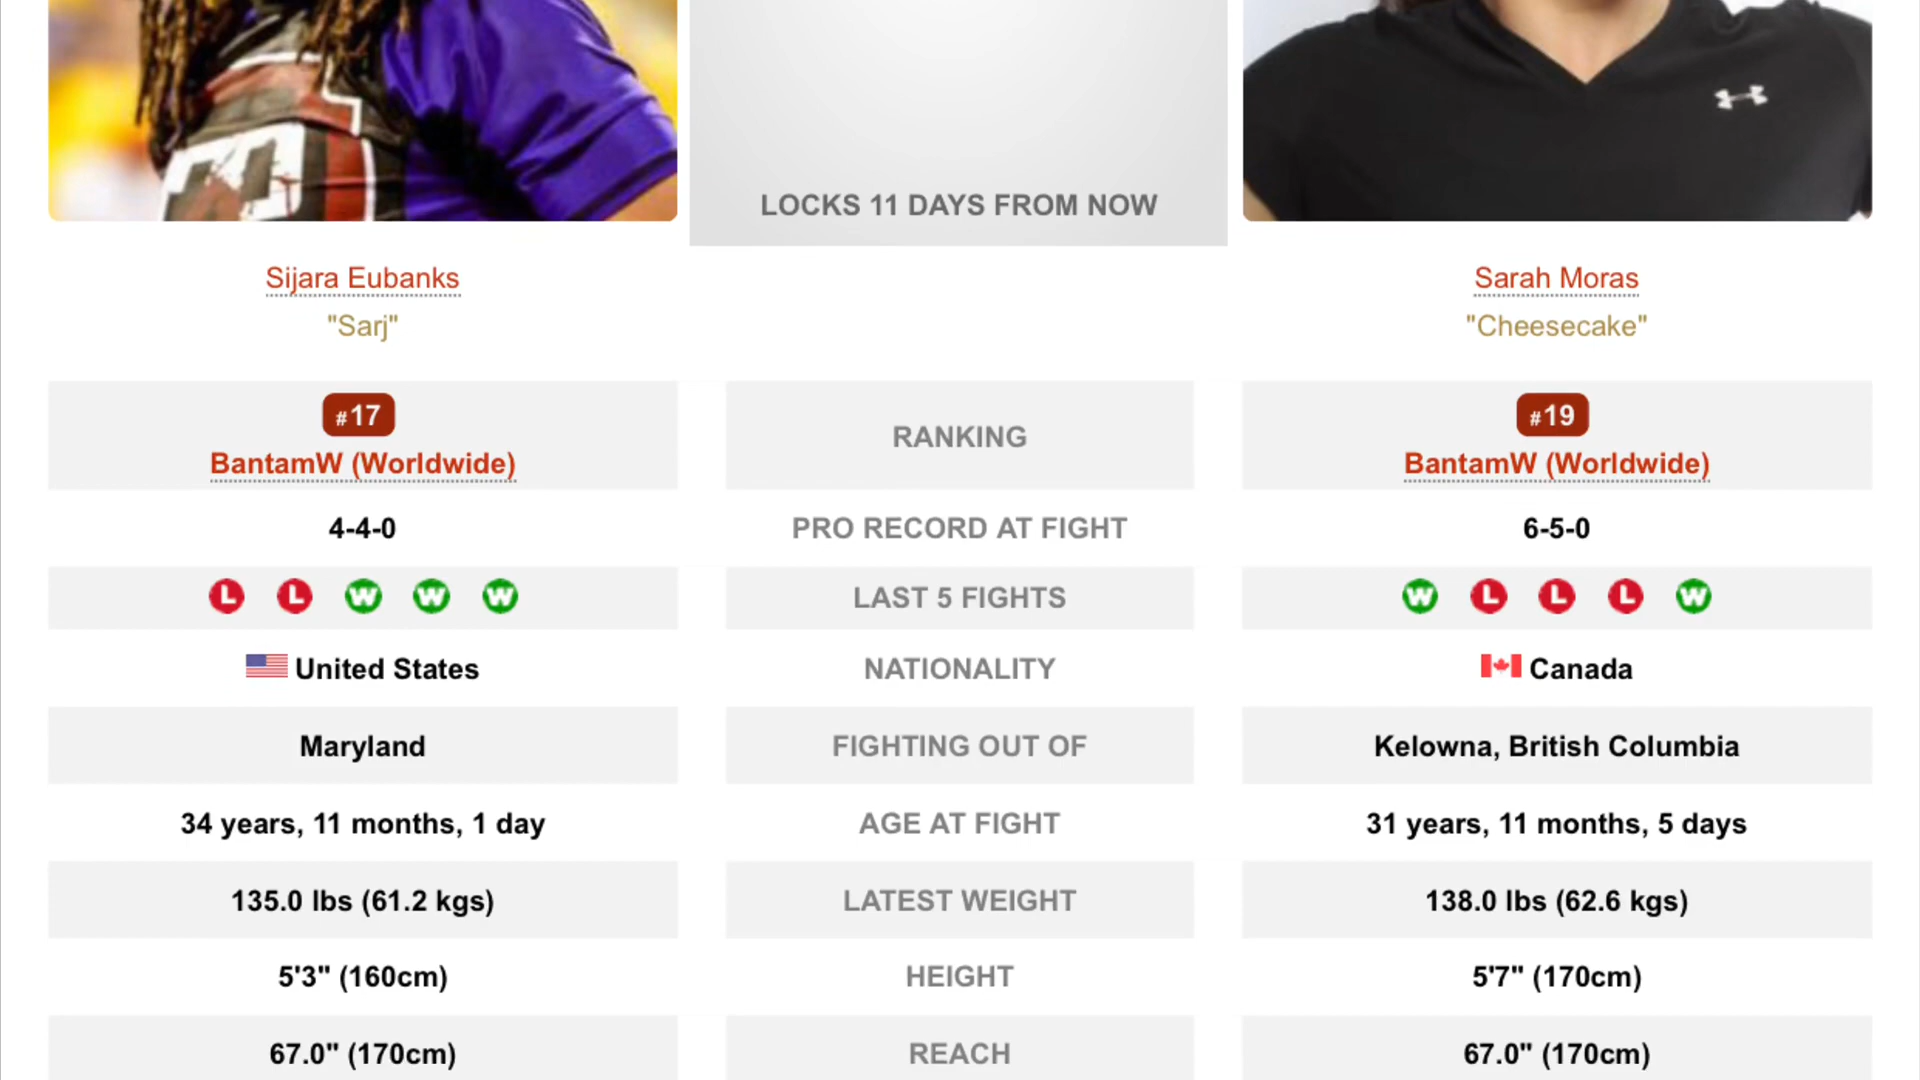 LOCKS 11 DAYS FROM NOW
Sijara Eubanks
Sarah Moras
"Sarj"
"Cheesecake"
#17
BantamW (Worldwide)
RANKING
#19
BantamW (Worldwide)
4-4-0
PRO RECORD AT FIGHT
6-5-0
L L W W W
LAST 5 FIGHTS
W L L L W
United States
NATIONALITY
Canada
Maryland
FIGHTING OUT OF
Kelowna, British Columbia
34 years, 11 months, 1 day
AGE AT FIGHT
31 years, 11 months, 5 days
135.0 lbs (61.2 kgs)
LATEST WEIGHT
138.0 lbs (62.6 kgs)
5'3" (160cm)
HEIGHT
5'7" (170cm)
67.0" (170cm)
REACH
67.0" (170cm)